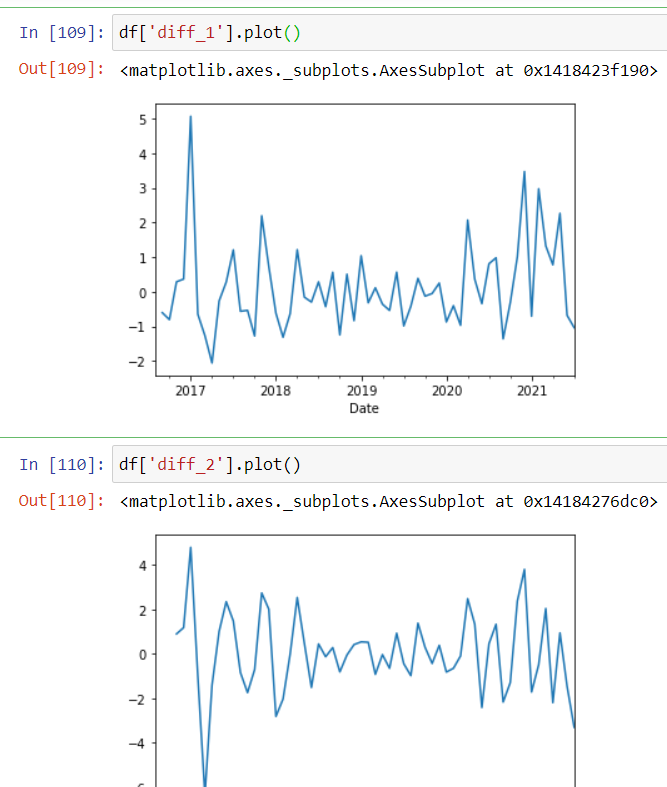 In [109]: df['diff_1'].plot()
Out[109]: <matplotlib.axes._subplots.AxesSubplot at 0x1418423f190>
5
4
3
2
1
0
−1
−2
2017 2018 2019 2020 2021
Date
In [110]: df['diff_2'].plot()
Out[110]: <matplotlib.axes._subplots.AxesSubplot at 0x14184276dc0>
4
2
0
−2
−4